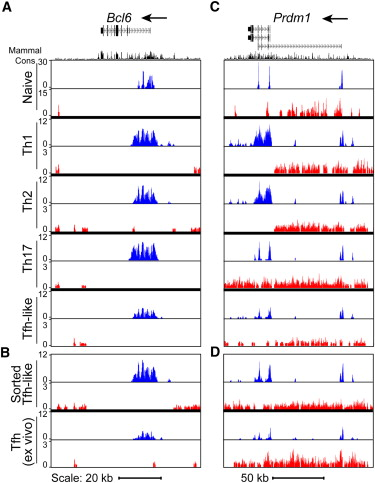 A Bcl6 C Prdm1
Mammal
Cons.
30
0
15
0
Naive
12
0
3
0
Th1
12
0
3
0
Th2
12
0
3
0
Th17
12
0
3
0
Tfh-like
B D
12
0
3
0
Sorted
Tfh-like
12
0
3
0
Tfh
(ex vivo)
Scale: 20 kb 50 kb